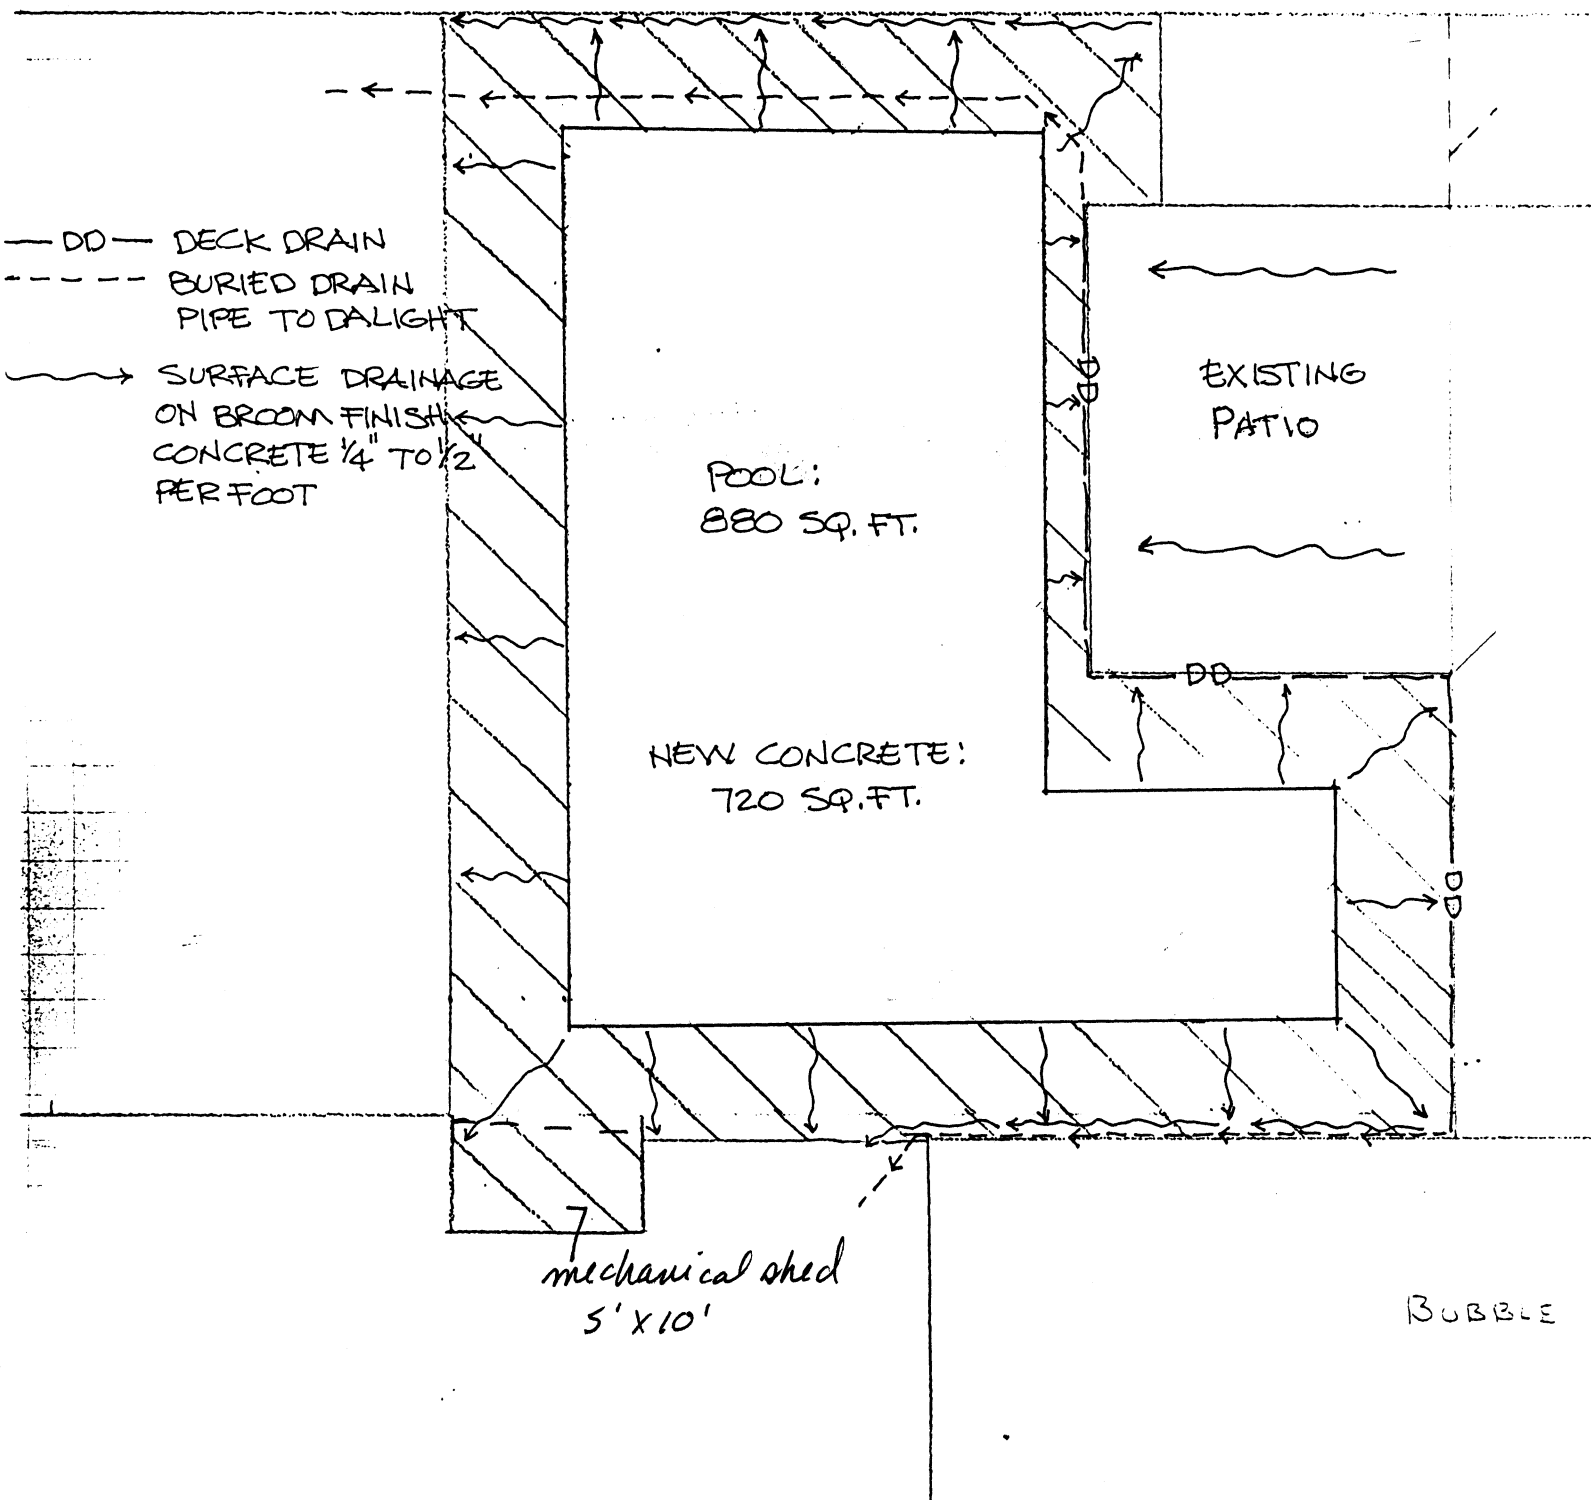 — DD — DECK DRAIN
BURIED DRAIN
PIPE TO DALIGHT
SURFACE DRAINAGE
ON BROOM FINISH
CONCRETE 1/4" TO 1/2"
PER FOOT
POOL:
880 SQ. FT.
NEW CONCRETE:
720 SQ. FT.
EXISTING
PATIO
DD
DD
DD
mechanical shed
5' X 10'
BUBBLE